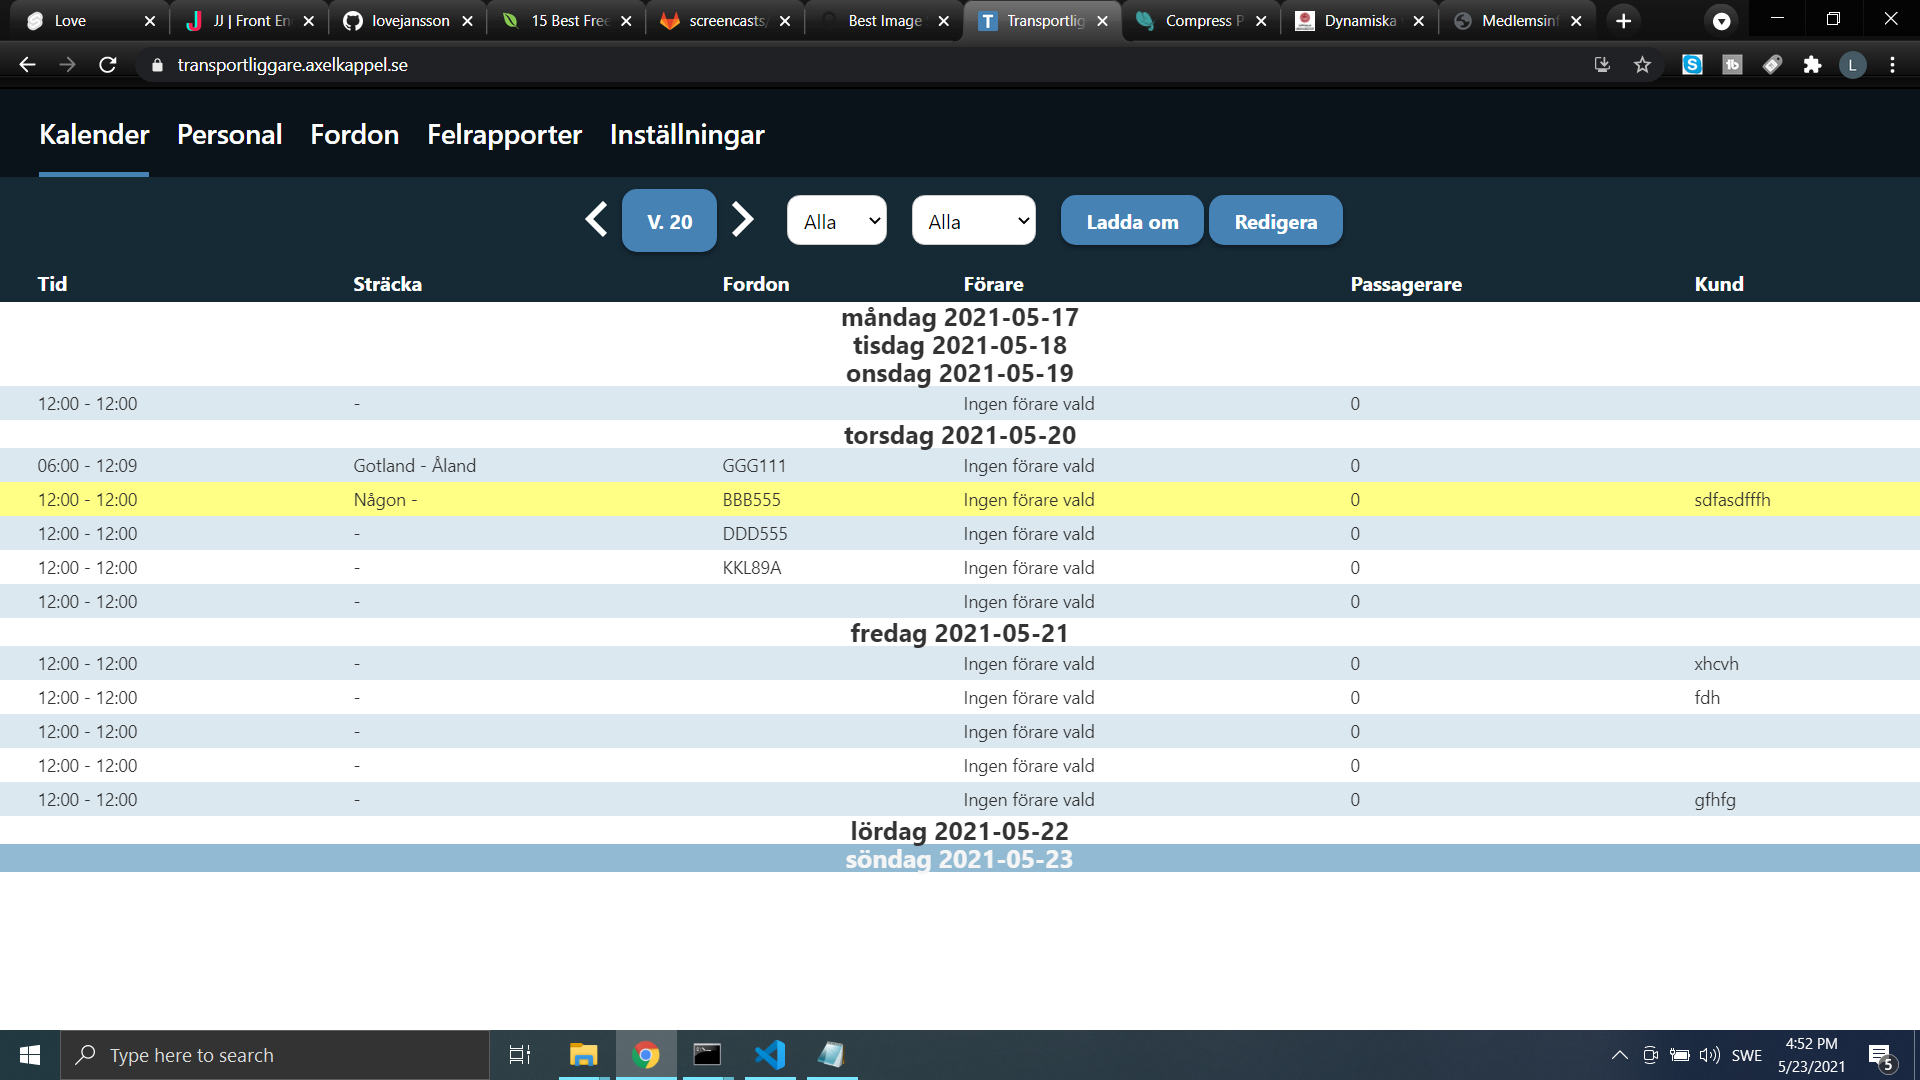 Love JJ | Front En lovejansson 15 Best Free screencasts Best Image Transportlig Compress P Dynamiska Medlemsinf
transportliggare.axelkappel.se L
Kalender Personal Fordon Felrapporter Inställningar
V. 20 Alla Alla Ladda om Redigera
Tid Sträcka Fordon Förare Passagerare Kund
måndag 2021-05-17
tisdag 2021-05-18
onsdag 2021-05-19
12:00 - 12:00 - Ingen förare vald 0
torsdag 2021-05-20
06:00 - 12:09 Gotland - Åland GGG111 Ingen förare vald 0
12:00 - 12:00 Någon - BBB555 Ingen förare vald 0 sdfasdfffh
12:00 - 12:00 - DDD555 Ingen förare vald 0
12:00 - 12:00 - KKL89A Ingen förare vald 0
12:00 - 12:00 - Ingen förare vald 0
fredag 2021-05-21
12:00 - 12:00 - Ingen förare vald 0 xhcvh
12:00 - 12:00 - Ingen förare vald 0 fdh
12:00 - 12:00 - Ingen förare vald 0
12:00 - 12:00 - Ingen förare vald 0
12:00 - 12:00 - Ingen förare vald 0 gfhfg
lördag 2021-05-22
söndag 2021-05-23
Type here to search SWE 4:52 PM
5/23/2021 5